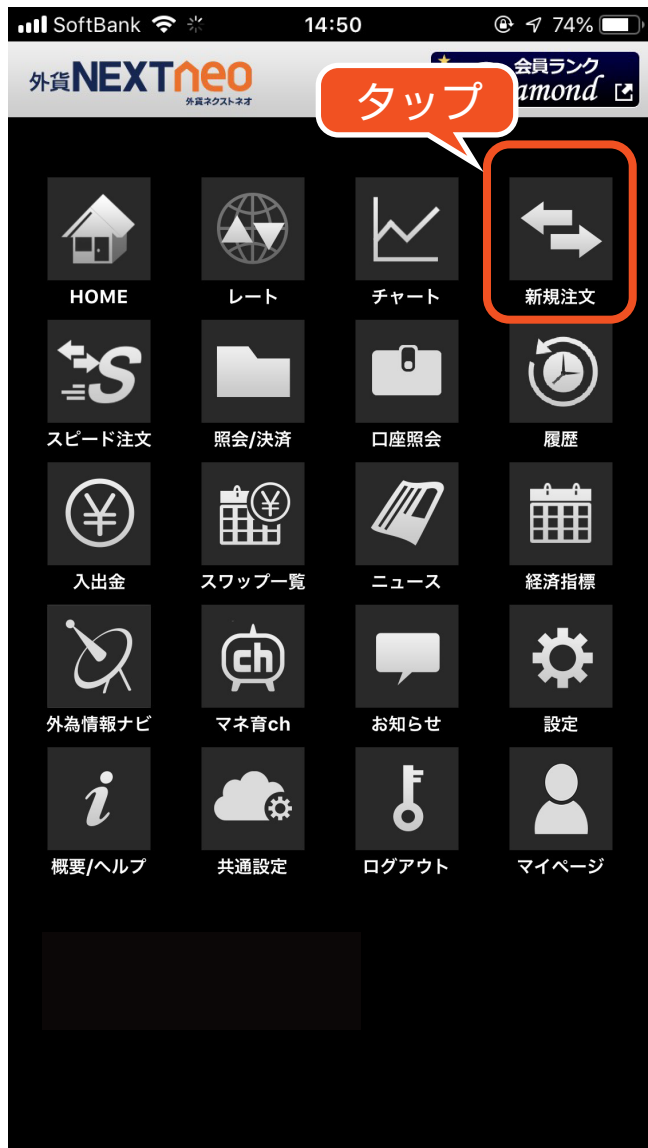 SoftBank 14:50 74%
外貨NEXTneo
外貨ネクストネオ
会員ランク
amond
タップ
HOME レート チャート 新規注文
スピード注文 照会/決済 口座照会 履歴
入出金 スワップ一覧 ニュース 経済指標
ch
外為情報ナビ マネ育ch お知らせ 設定
概要/ヘルプ 共通設定 ログアウト マイページ